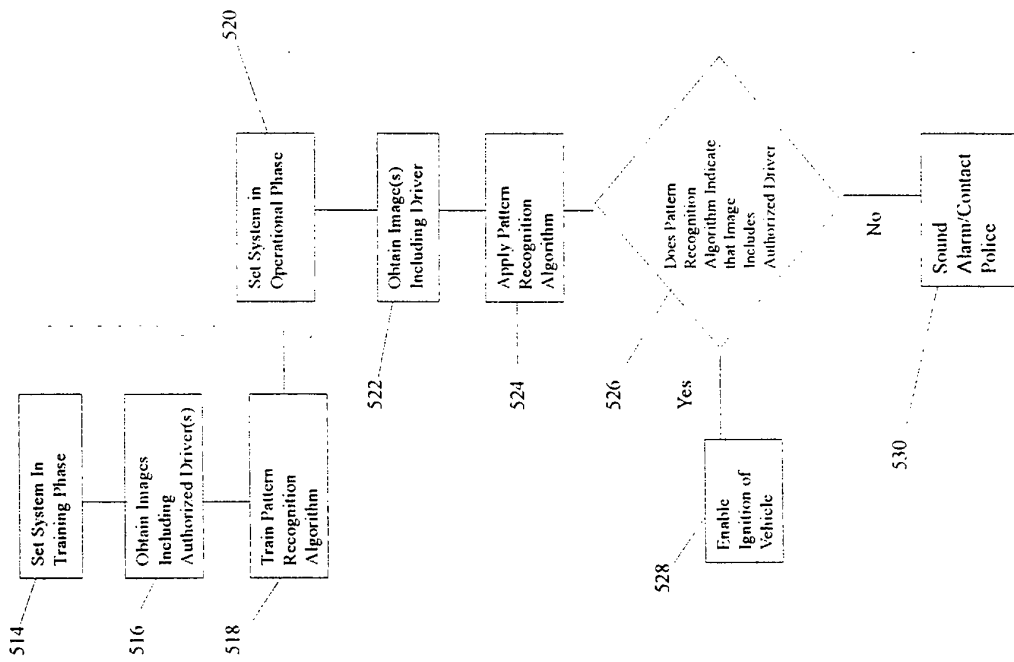 514
Set System In
Training Phase
516
Obtain Images
Including
Authorized Driver(s)
518
Train Pattern
Recognition
Algorithm
520
Set System in
Operational Phase
522
Obtain Image(s)
Including Driver
524
Apply Pattern
Recognition
Algorithm
526
Does Pattern
Recognition
Algorithm Indicate
that Image
Includes
Authorized Driver
Yes
528
Enable
Ignition of
Vehicle
No
530
Sound
Alarm/Contact
Police